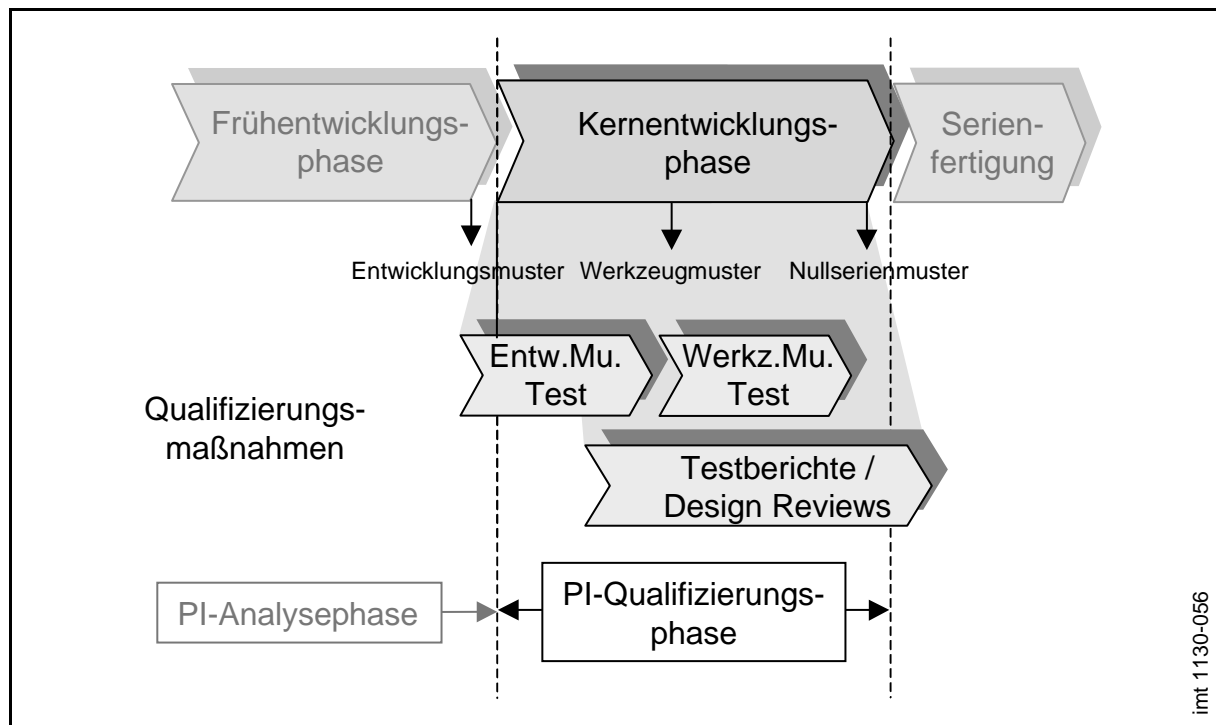 Frühentwicklungs-
phase
Kernentwicklungs-
phase
Serien-
fertigung
Entwicklungsmuster
Werkzeugmuster
Nullserienmuster
Entw.Mu.
Test
Werkz.Mu.
Test
Qualifizierungs-
maßnahmen
Testberichte /
Design Reviews
PI-Analysephase
PI-Qualifizierungs-
phase
imt 1130-056